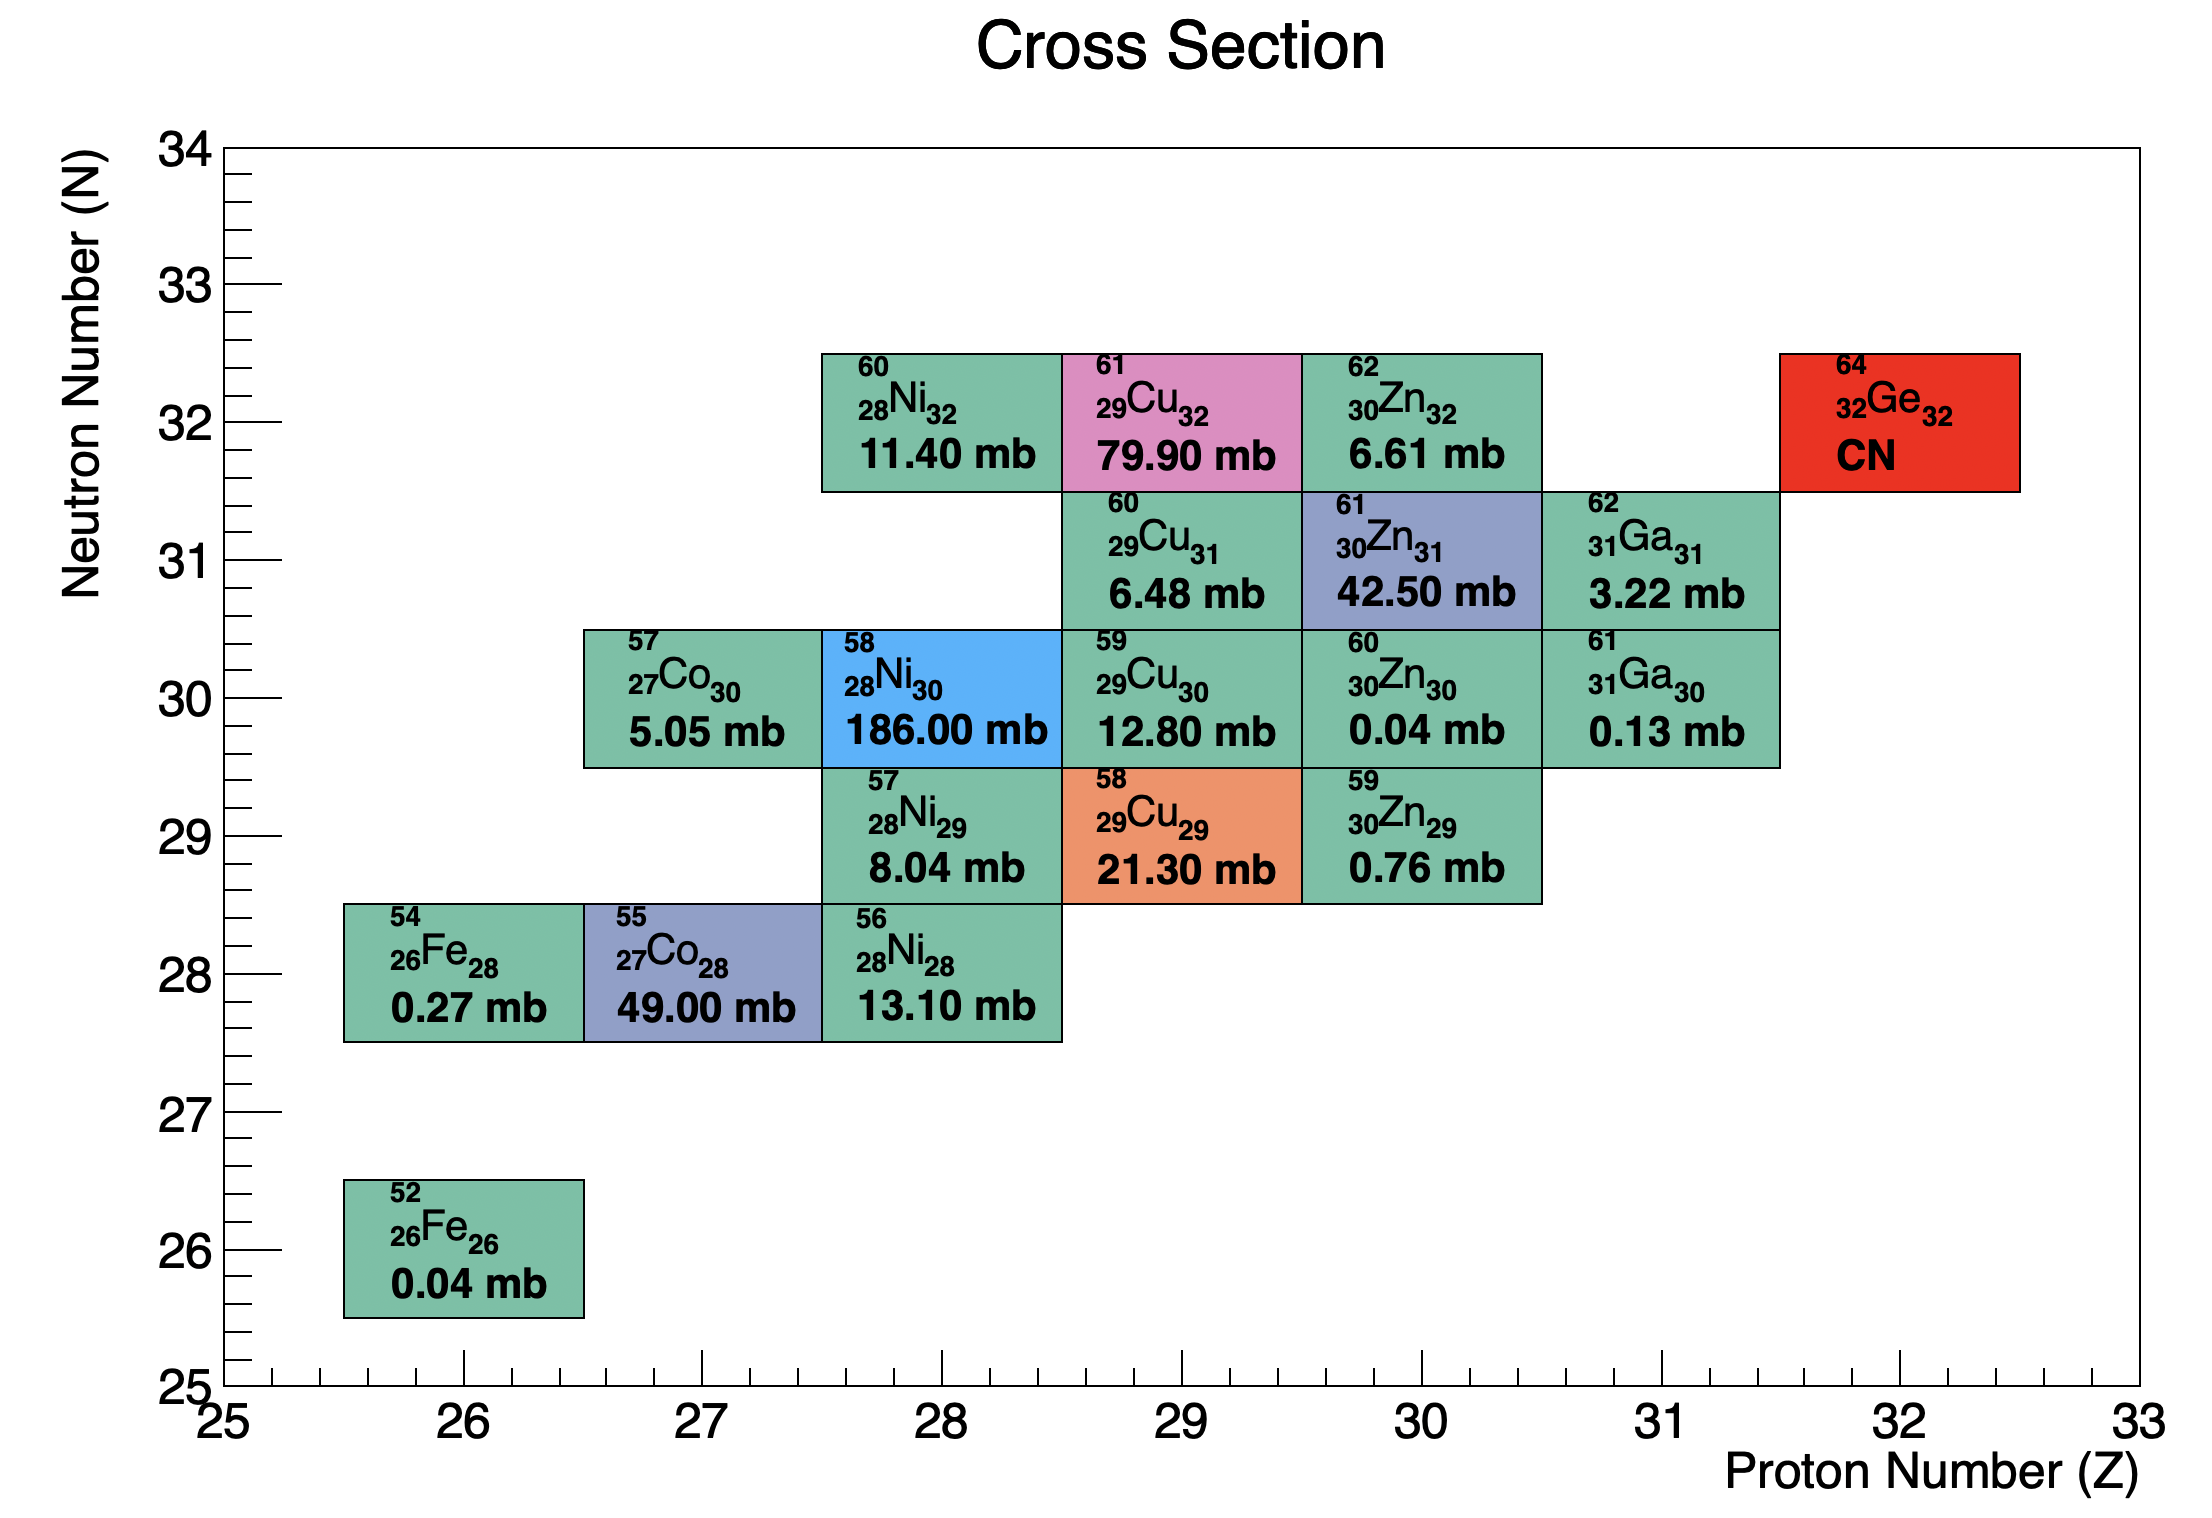 Cross Section
Neutron Number (N)
34
33
32
31
30
29
28
27
26
25
60
28Ni32
11.40 mb
61
29Cu32
79.90 mb
62
30Zn32
6.61 mb
64
32Ge32
CN
60
29Cu31
6.48 mb
61
30Zn31
42.50 mb
62
31Ga31
3.22 mb
57
27Co30
5.05 mb
58
28Ni30
186.00 mb
59
29Cu30
12.80 mb
60
30Zn30
0.04 mb
61
31Ga30
0.13 mb
57
28Ni29
8.04 mb
58
29Cu29
21.30 mb
59
30Zn29
0.76 mb
54
26Fe28
0.27 mb
55
27Co28
49.00 mb
56
28Ni28
13.10 mb
52
26Fe26
0.04 mb
25 26 27 28 29 30 31 32 33
Proton Number (Z)